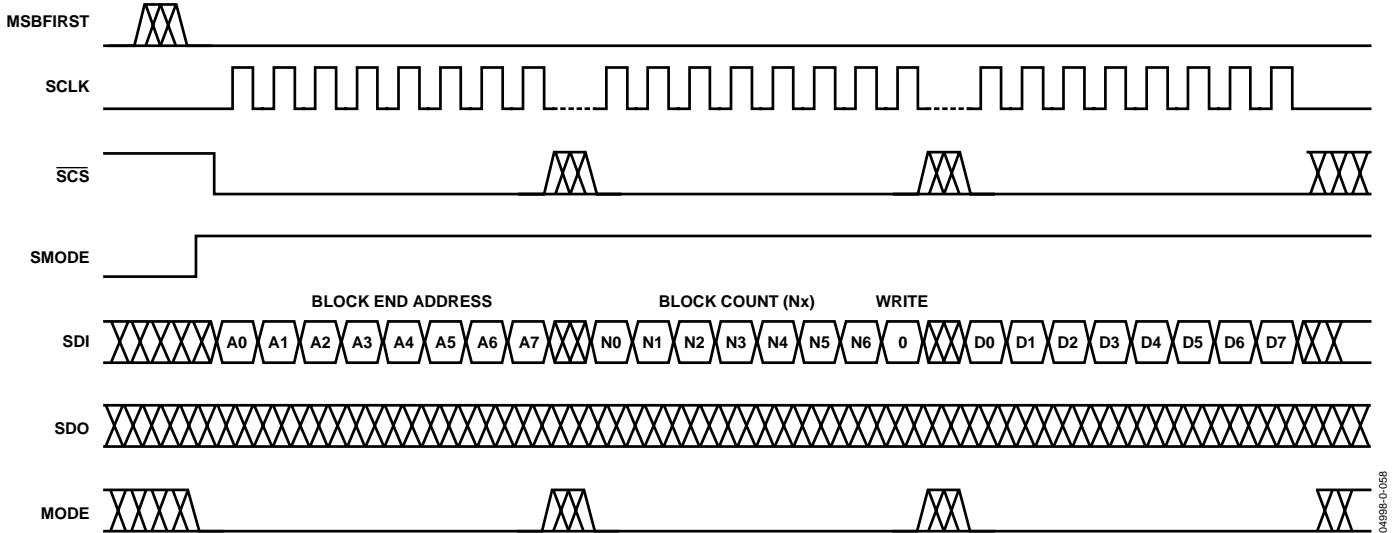 MSBFIRST
SCLK
SCS
SMODE
BLOCK END ADDRESS BLOCK COUNT (Nx) WRITE
SDI A0 A1 A2 A3 A4 A5 A6 A7 N0 N1 N2 N3 N4 N5 N6 0 D0 D1 D2 D3 D4 D5 D6 D7
SDO
MODE
04998-0-058